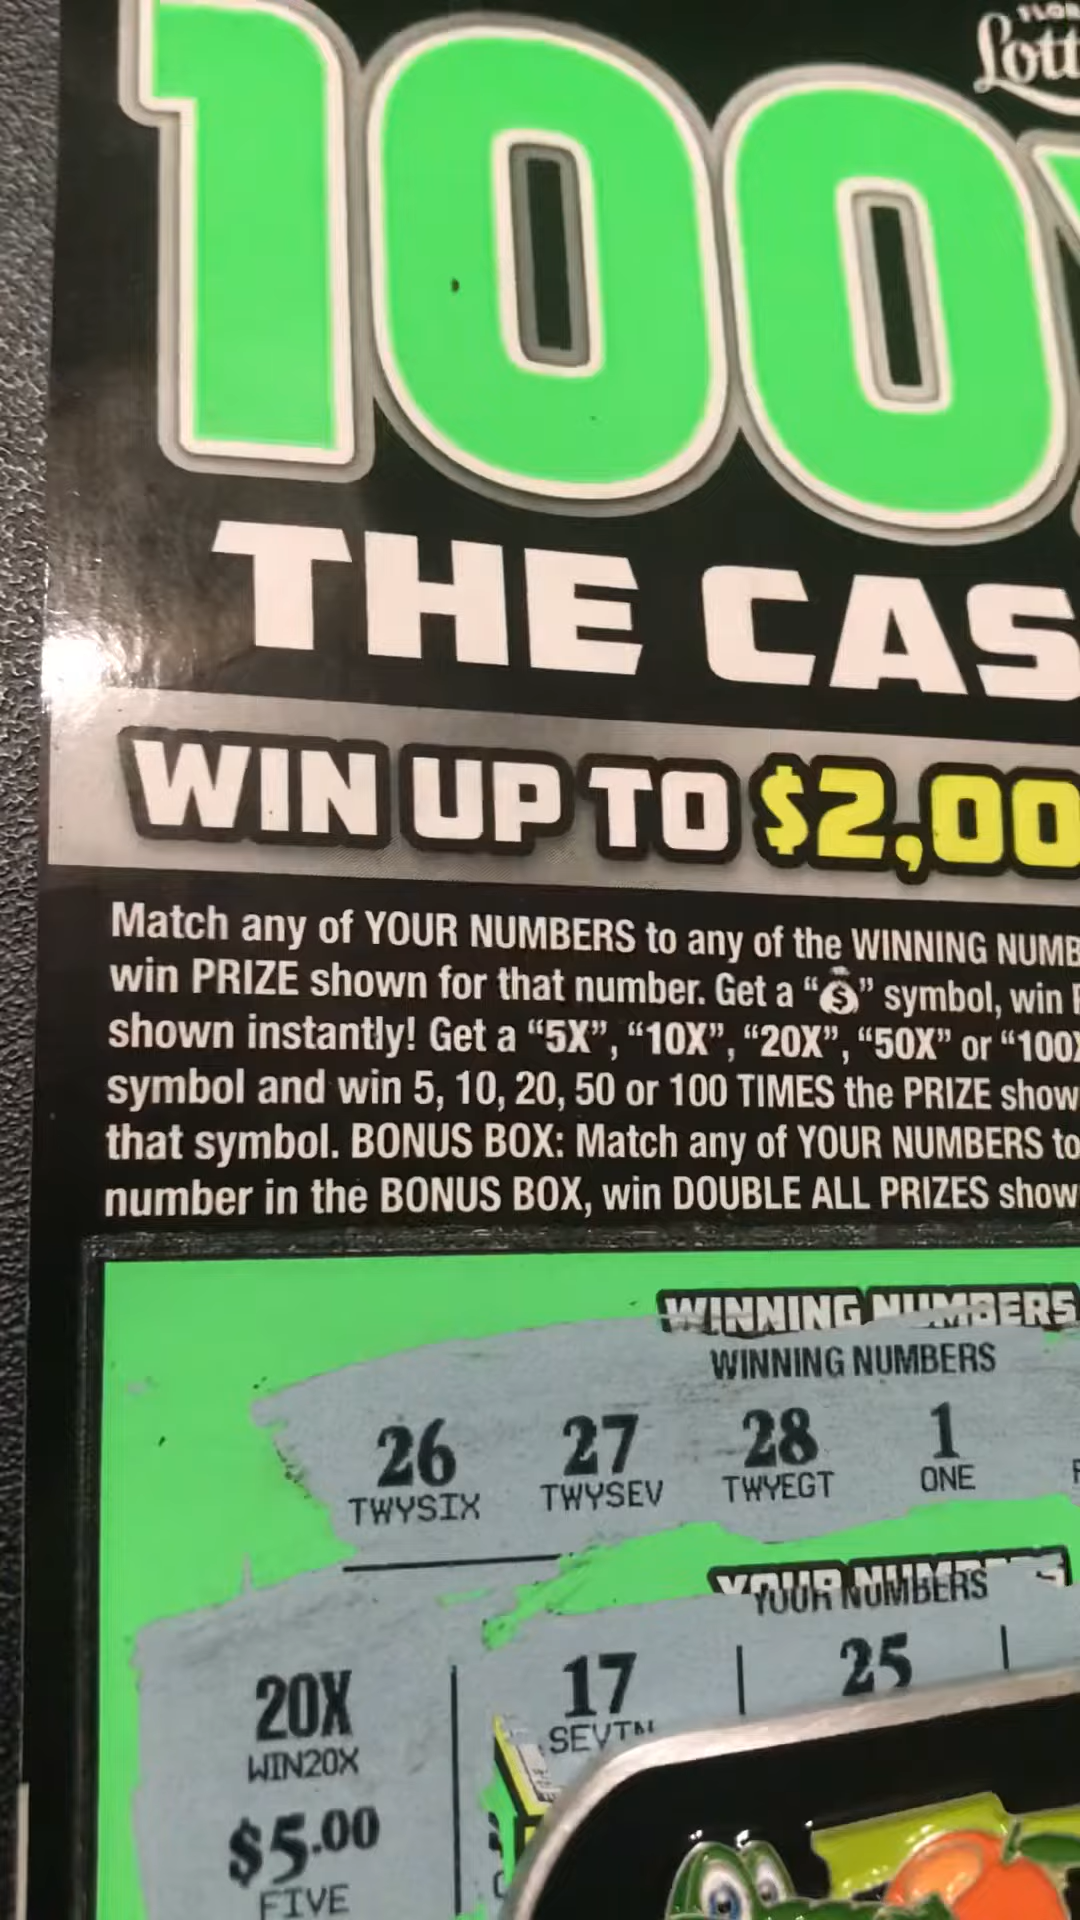 100
THE CAS
WIN UP TO $2,00
Match any of YOUR NUMBERS to any of the WINNING NUMB
win PRIZE shown for that number. Get a “💰” symbol, win
shown instantly! Get a “5X”, “10X”, “20X”, “50X” or “100X
symbol and win 5, 10, 20, 50 or 100 TIMES the PRIZE show
that symbol. BONUS BOX: Match any of YOUR NUMBERS to
number in the BONUS BOX, win DOUBLE ALL PRIZES show
WINNING NUMBERS
WINNING NUMBERS
26 27 28 1
TWYSIX TWYSEV TWYEGT ONE
YOUR NUMBERS
YOUR NUMBERS
20X 17 25
WIN20X SEVTN
$5.00
FIVE